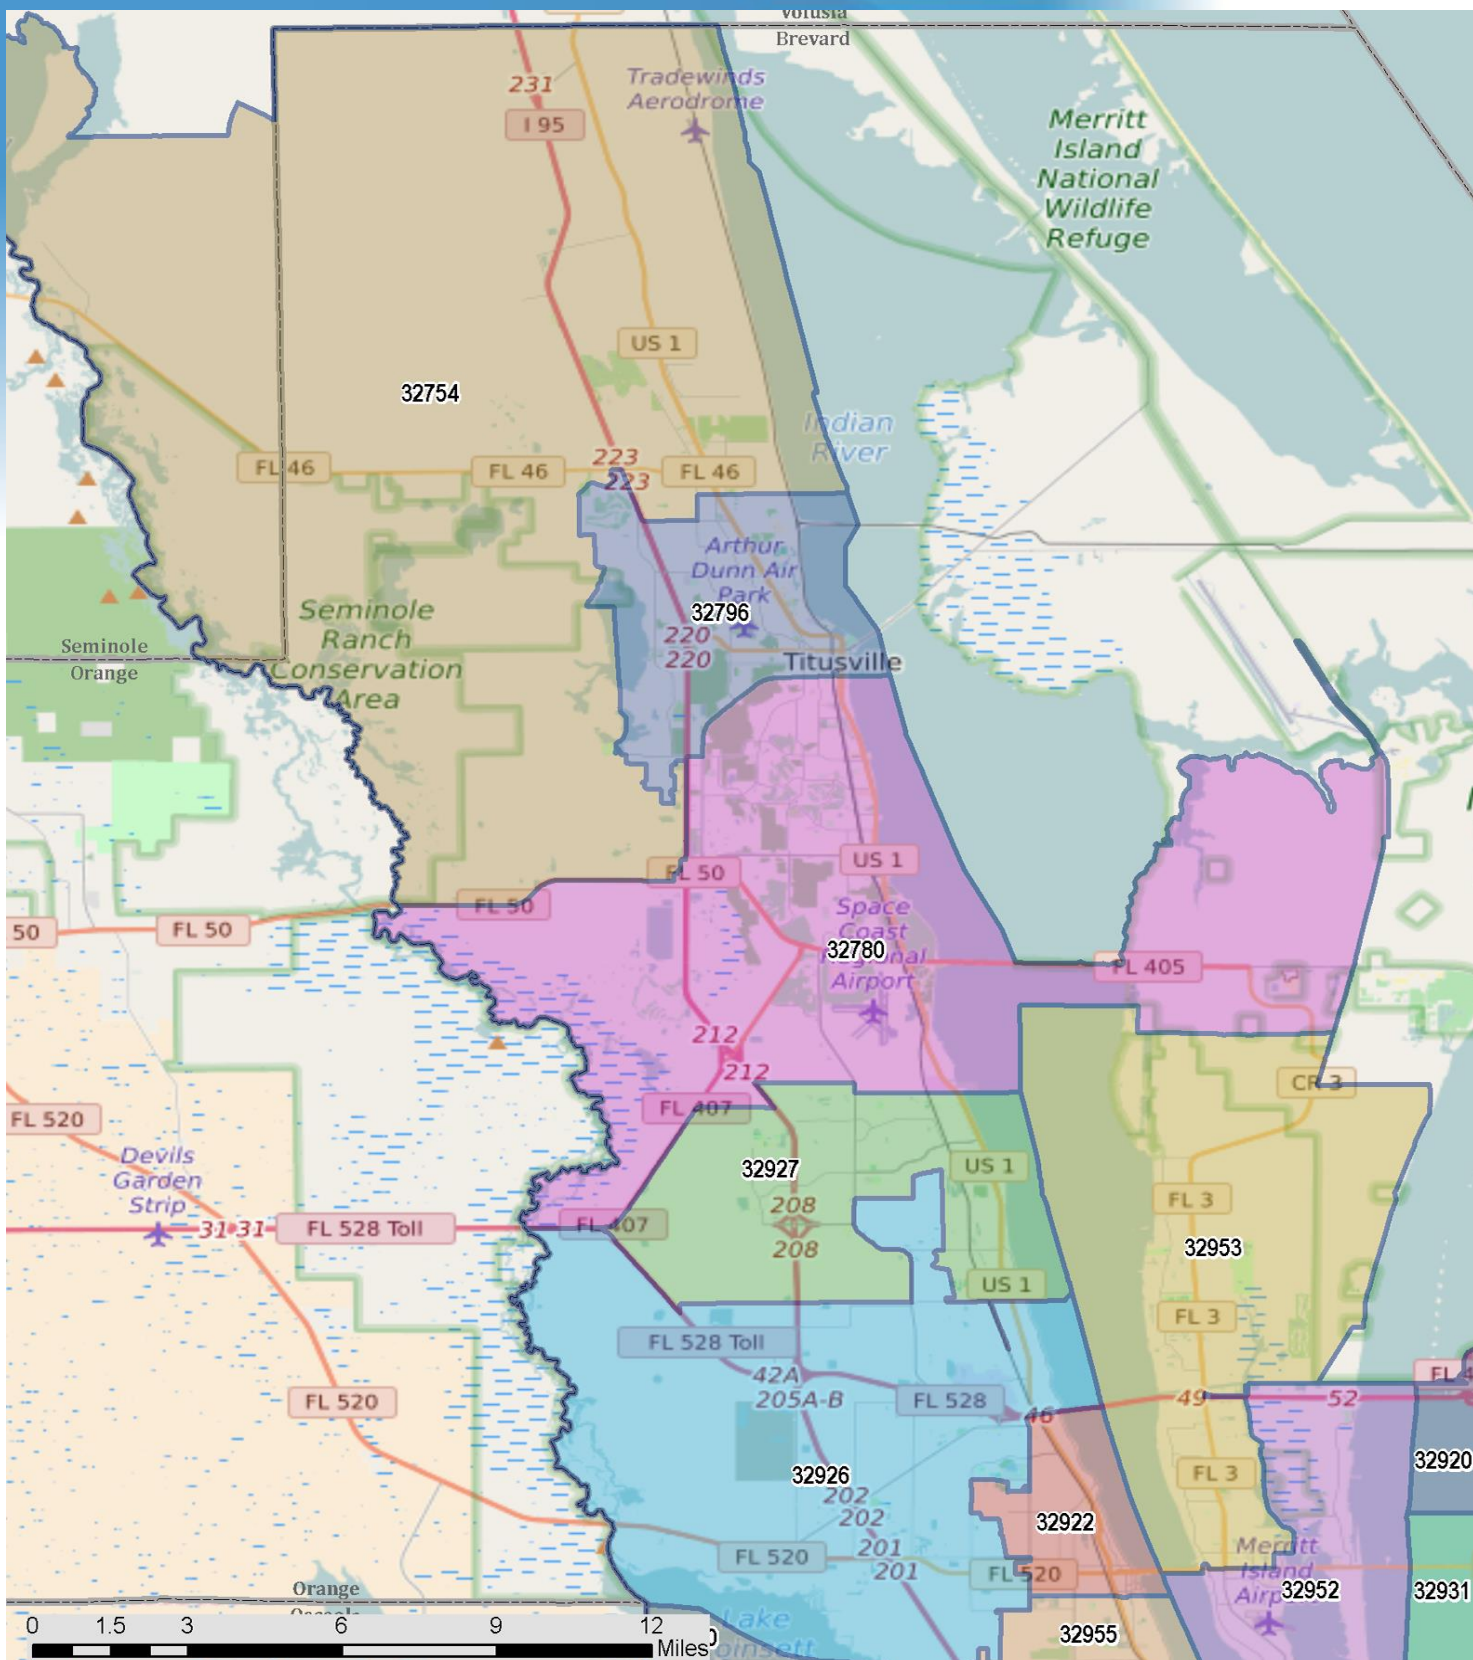 Volusia
Brevard
Tradewinds
Aerodrome
231
I 95
Merritt
Island
National
Wildlife
Refuge
US 1
32754
Indian
River
FL 46
FL 46
223
FL 46
223
Arthur
Dunn Air
Park
32796
Seminole
Ranch
Conservation
Area
220
220
Titusville
Seminole
Orange
US 1
FL 50
FL 50
50
FL 50
Space
Coast
Regional
Airport
32780
FL 405
212
212
CR 3
FL 407
FL 520
Devils
Garden
Strip
32927
US 1
208
208
FL 3
31 31
FL 528 Toll
FL 407
32953
US 1
FL 3
FL 528 Toll
42A
205A-B
FL 528
46
49
52
FL 4
FL 520
32926
202
202
FL 3
32920
32922
201
201
FL 520
FL 520
Merritt
Island
32952
32931
Orange
Lake
32955
0 1.5 3 6 9 12
Miles